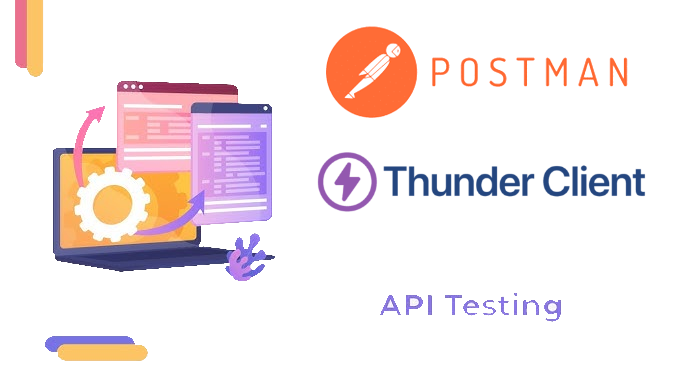 POSTMAN
Thunder Client
API Testing